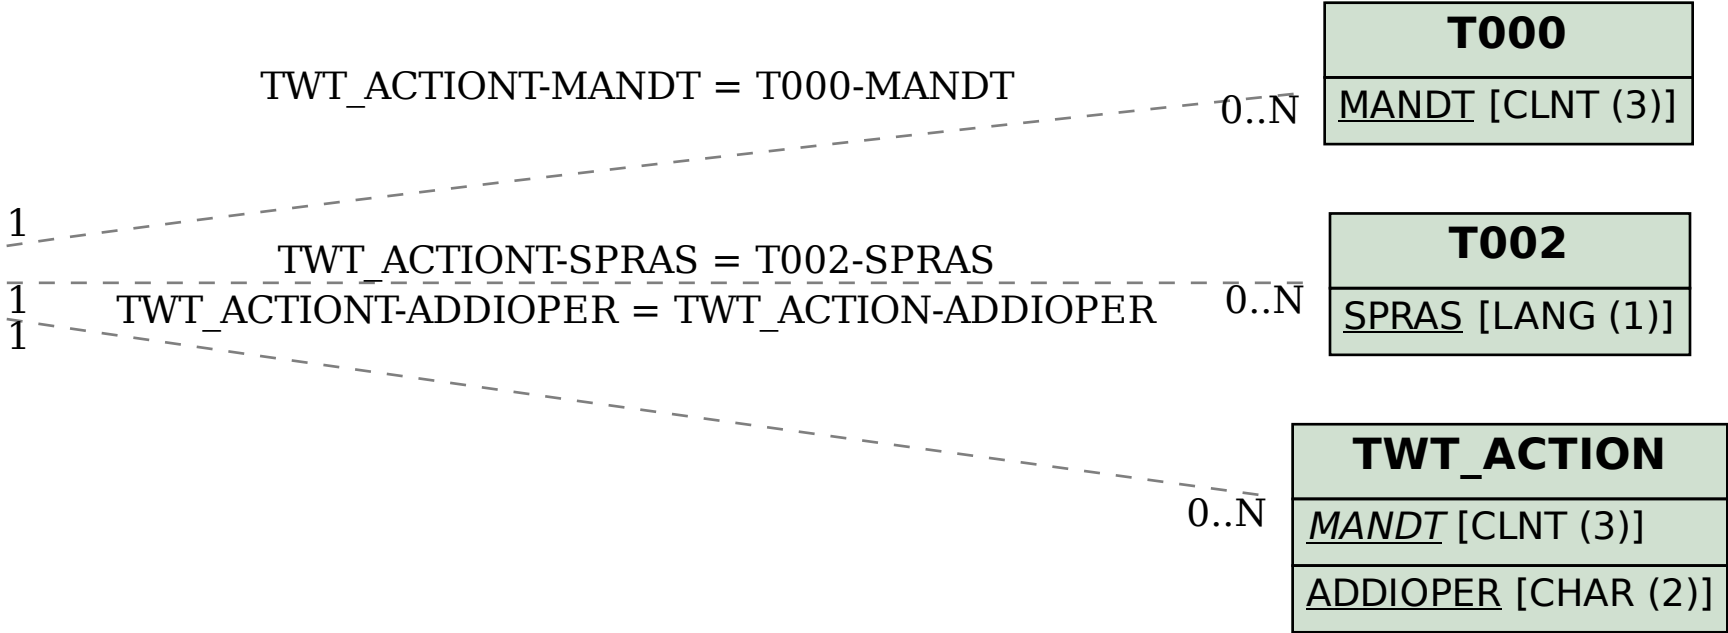 T000
MANDT [CLNT (3)]
TWT_ACTIONT-MANDT = T000-MANDT
0..N
1
T002
SPRAS [LANG (1)]
TWT_ACTIONT-SPRAS = T002-SPRAS
0..N
1
TWT_ACTIONT-ADDIOPER = TWT_ACTION-ADDIOPER
1
0..N
TWT_ACTION
MANDT [CLNT (3)]
ADDIOPER [CHAR (2)]